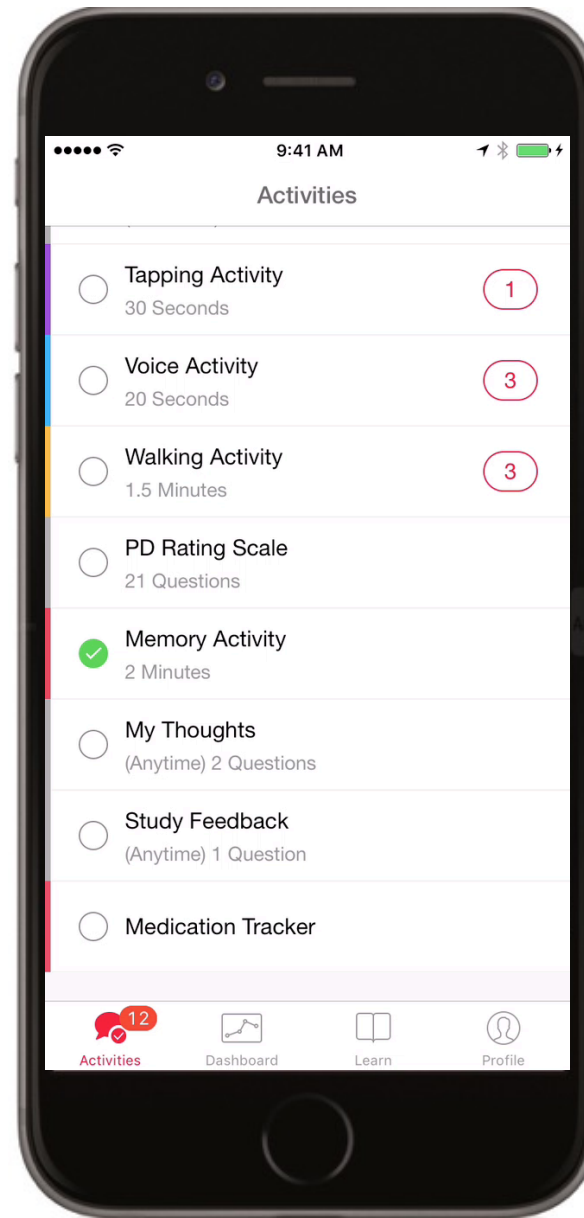 9:41 AM
Activities
Tapping Activity
30 Seconds
1
Voice Activity
20 Seconds
3
Walking Activity
1.5 Minutes
3
PD Rating Scale
21 Questions
Memory Activity
2 Minutes
My Thoughts
(Anytime) 2 Questions
Study Feedback
(Anytime) 1 Question
Medication Tracker
12
Activities
Dashboard
Learn
Profile